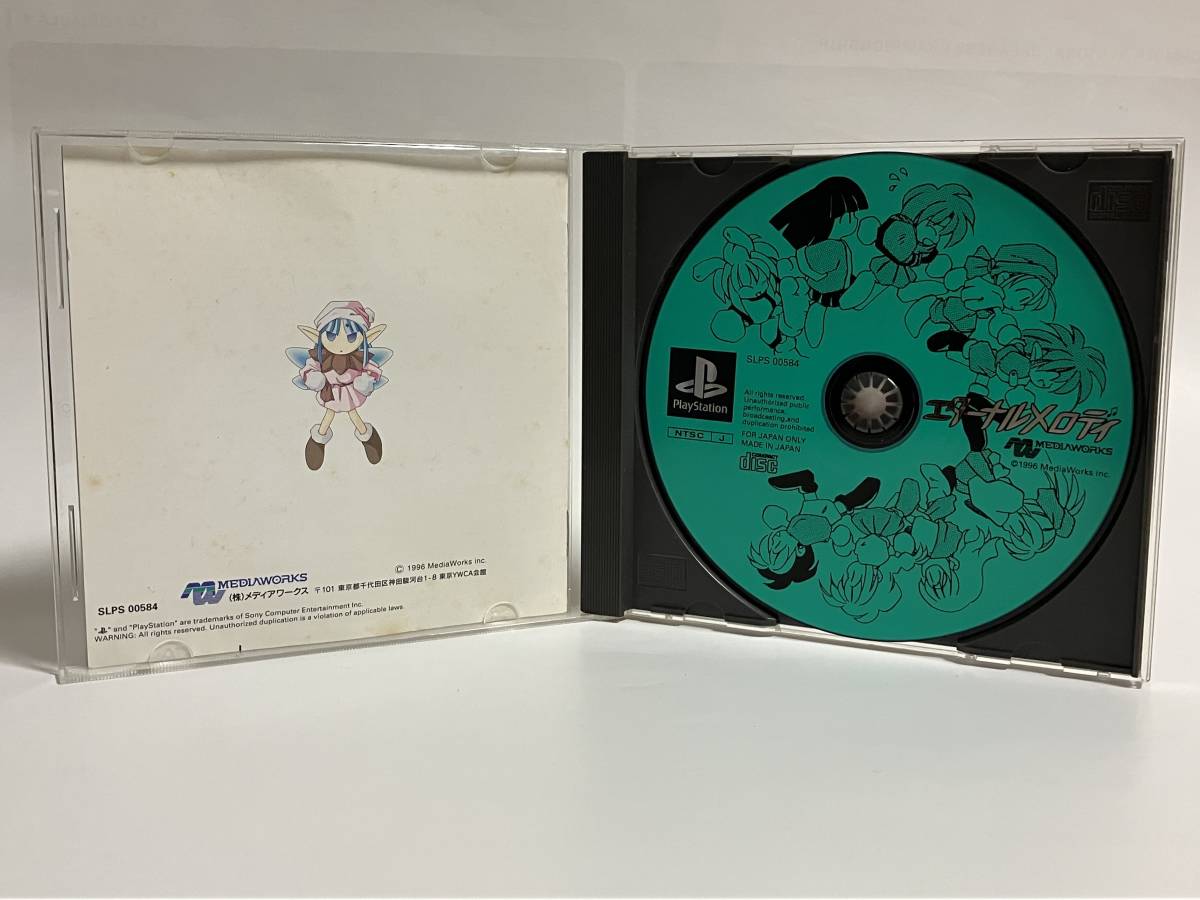 © 1996 MediaWorks inc.
MEDIAWORKS
(株)メディアワークス 〒101 東京都千代田区神田駿河台1-8 東京YWCA会館
SLPS 00584
"PS" and "PlayStation" are trademarks of Sony Computer Entertainment Inc.
WARNING: All rights reserved. Unauthorized duplication is a violation of applicable laws.
SLPS 00584
PlayStation
NTSC J
All rights reserved.
Unauthorized public
performance,
broadcasting,and
duplication prohibited
FOR JAPAN ONLY
MADE IN JAPAN
COMPACT
disc
エターナルメロディ
MEDIAWORKS
©1996 MediaWorks inc.
disc